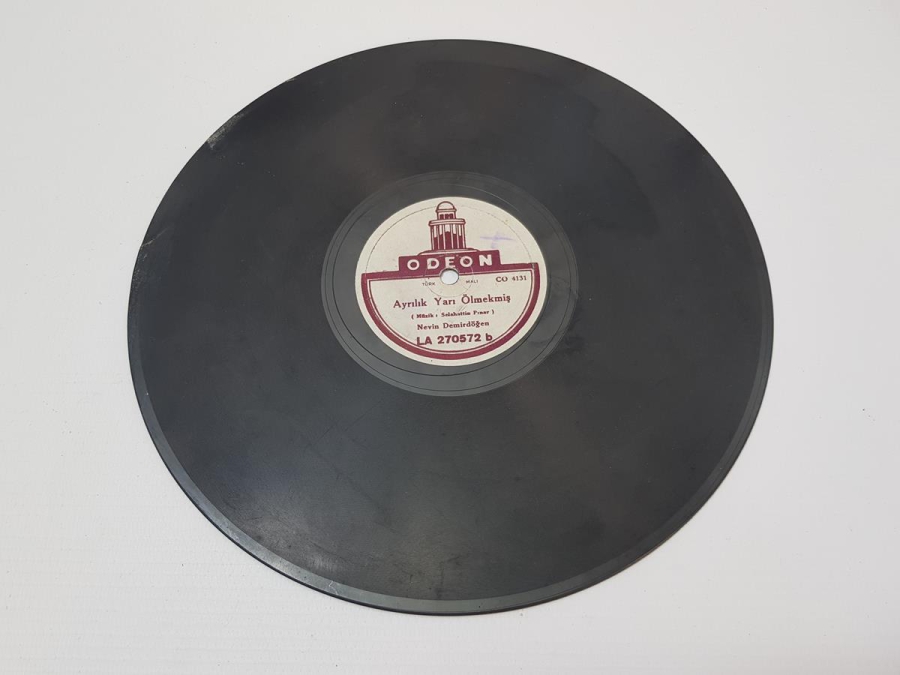 ODEON
TÜRK MALI CO 4131
Ayrılık Yarı Ölmekmiş
( Müzik : Selahattin Pınar )
Nevin Demirdöğen
LA 270572 b